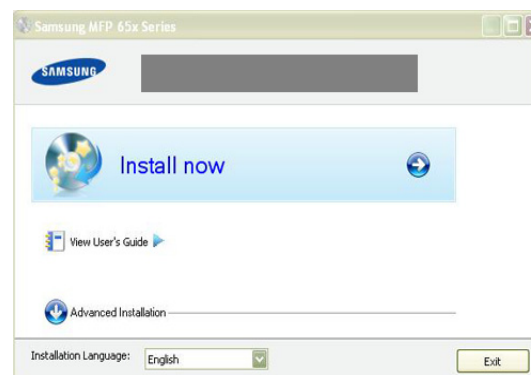 Samsung MFP 65x Series
SAMSUNG
Install now
View User's Guide
Advanced Installation
Installation Language: English
Exit